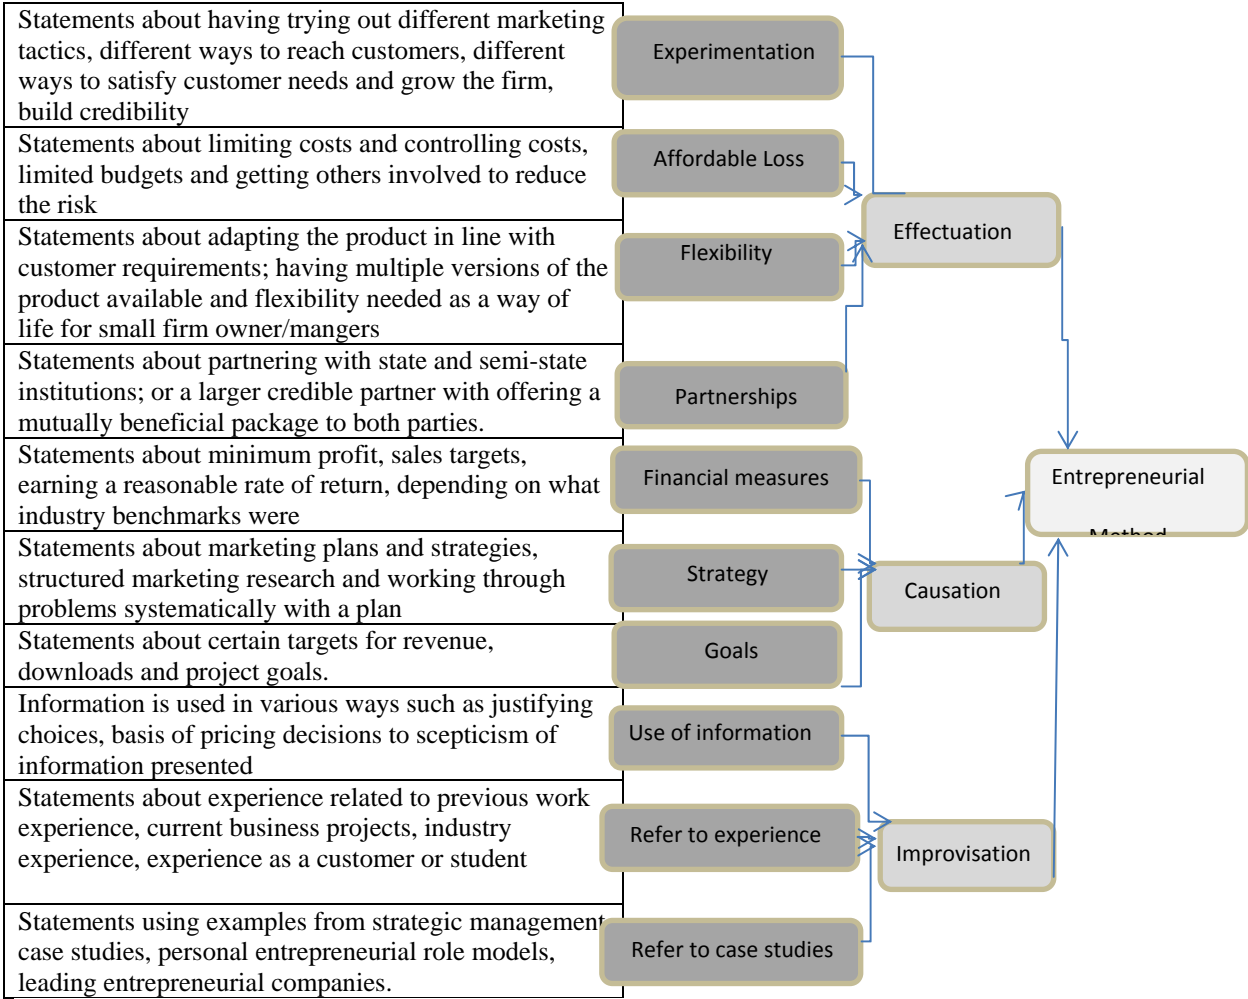 Statements about having trying out different marketing
tactics, different ways to reach customers, different
ways to satisfy customer needs and grow the firm,
build credibility
Experimentation
Statements about limiting costs and controlling costs,
limited budgets and getting others involved to reduce
the risk
Affordable Loss
Statements about adapting the product in line with
customer requirements; having multiple versions of the
product available and flexibility needed as a way of
life for small firm owner/mangers
Flexibility
Effectuation
Statements about partnering with state and semi-state
institutions; or a larger credible partner with offering a
mutually beneficial package to both parties.
Partnerships
Statements about minimum profit, sales targets,
earning a reasonable rate of return, depending on what
industry benchmarks were
Financial measures
Entrepreneurial
Method
Statements about marketing plans and strategies,
structured marketing research and working through
problems systematically with a plan
Strategy
Causation
Statements about certain targets for revenue,
downloads and project goals.
Goals
Information is used in various ways such as justifying
choices, basis of pricing decisions to scepticism of
information presented
Use of information
Statements about experience related to previous work
experience, current business projects, industry
experience, experience as a customer or student
Refer to experience
Improvisation
Statements using examples from strategic management
case studies, personal entrepreneurial role models,
leading entrepreneurial companies.
Refer to case studies